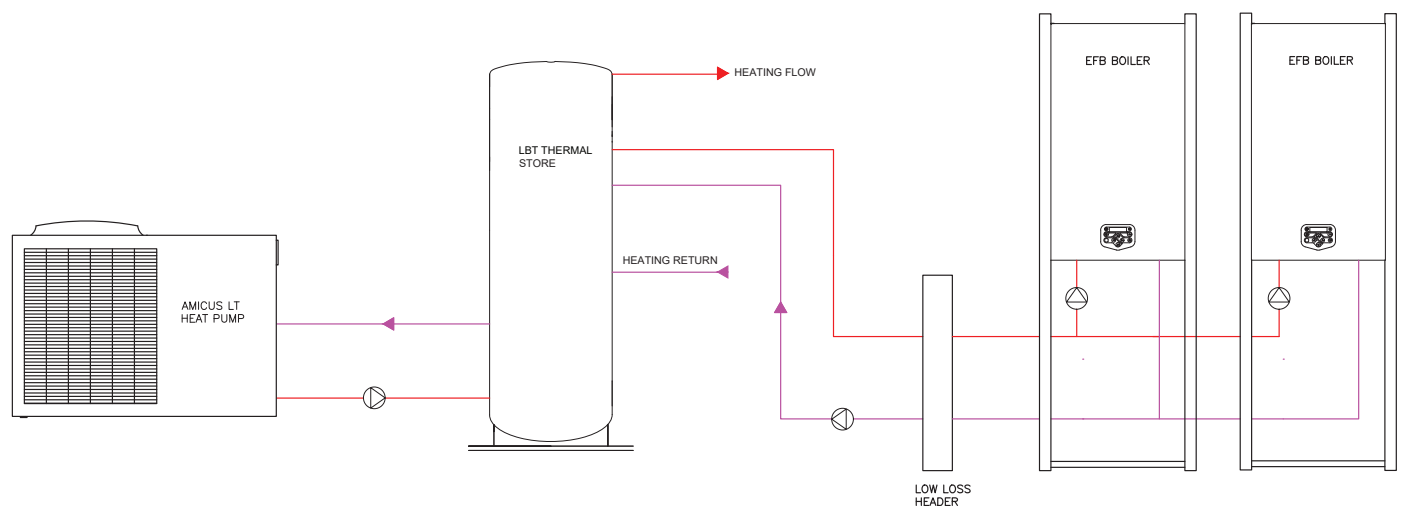 EFB BOILER
EFB BOILER
HEATING FLOW
LBT THERMAL
STORE
HEATING RETURN
AMICUS LT
HEAT PUMP
LOW LOSS
HEADER